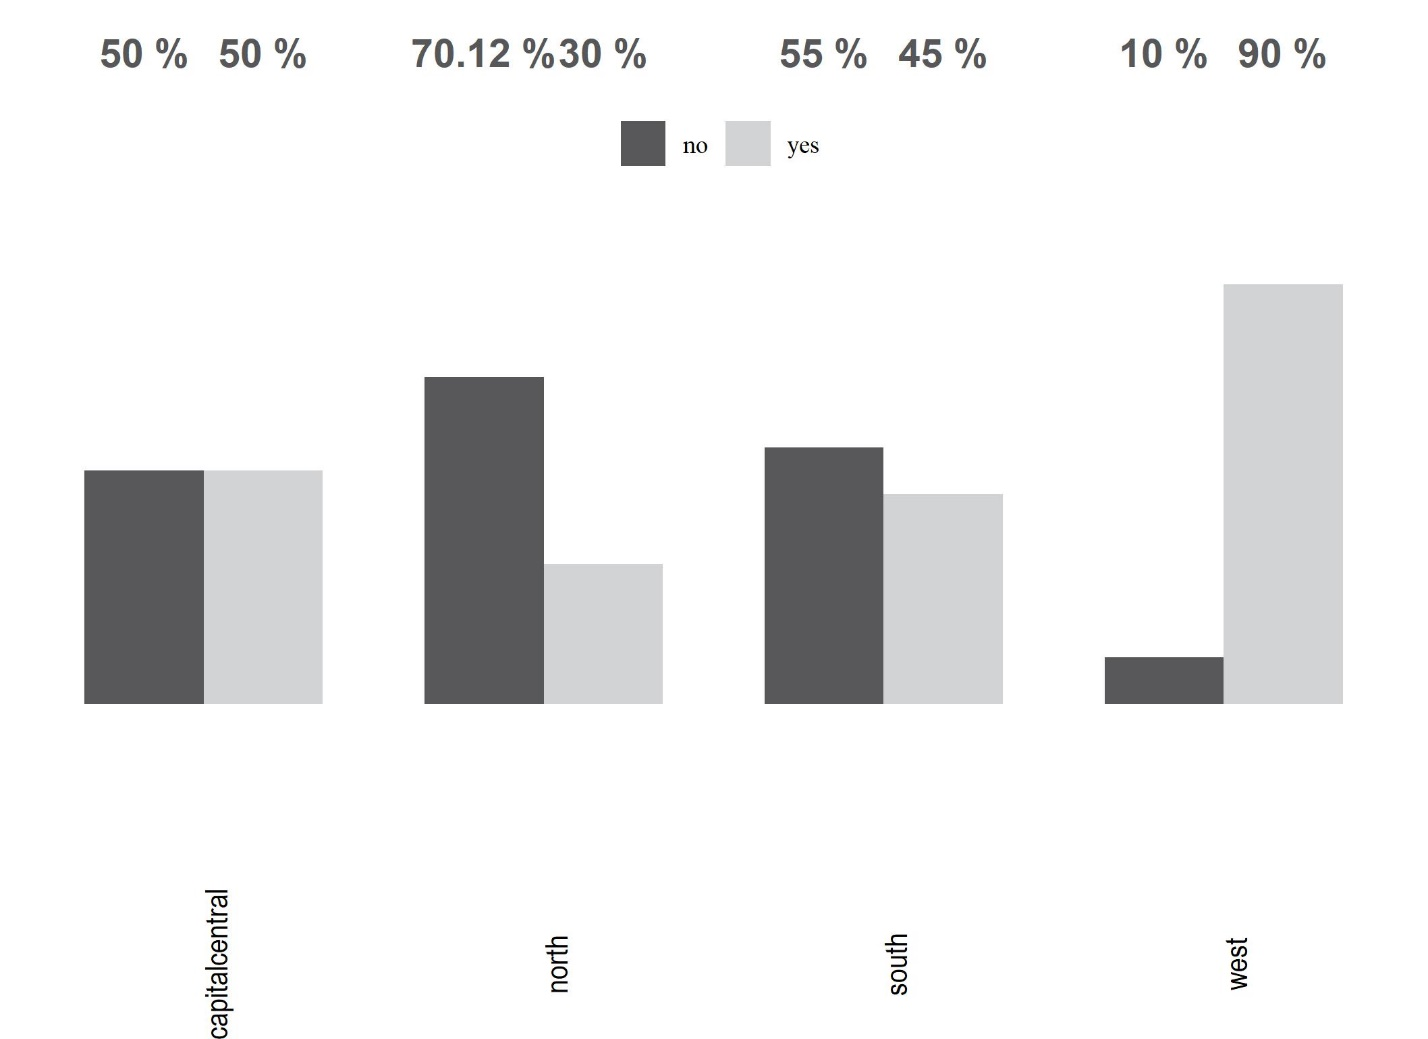 50 % 50 % 70.12 % 30 % 55 % 45 % 10 % 90 %
no yes
capitalcentral
north
south
west